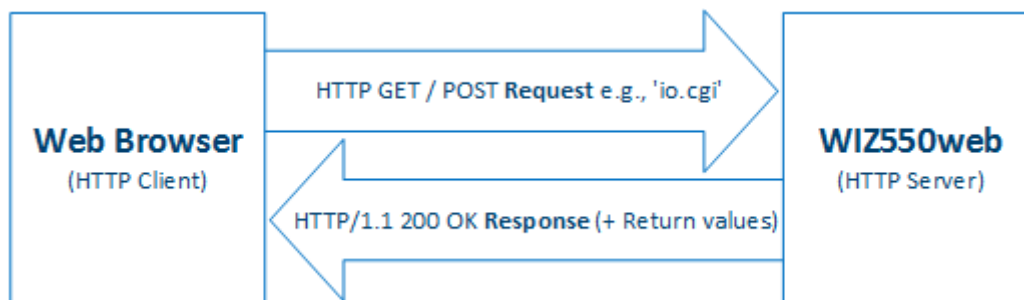 HTTP GET / POST Request e.g., 'io.cgi'
Web Browser
(HTTP Client)
WIZ550web
(HTTP Server)
HTTP/1.1 200 OK Response (+ Return values)